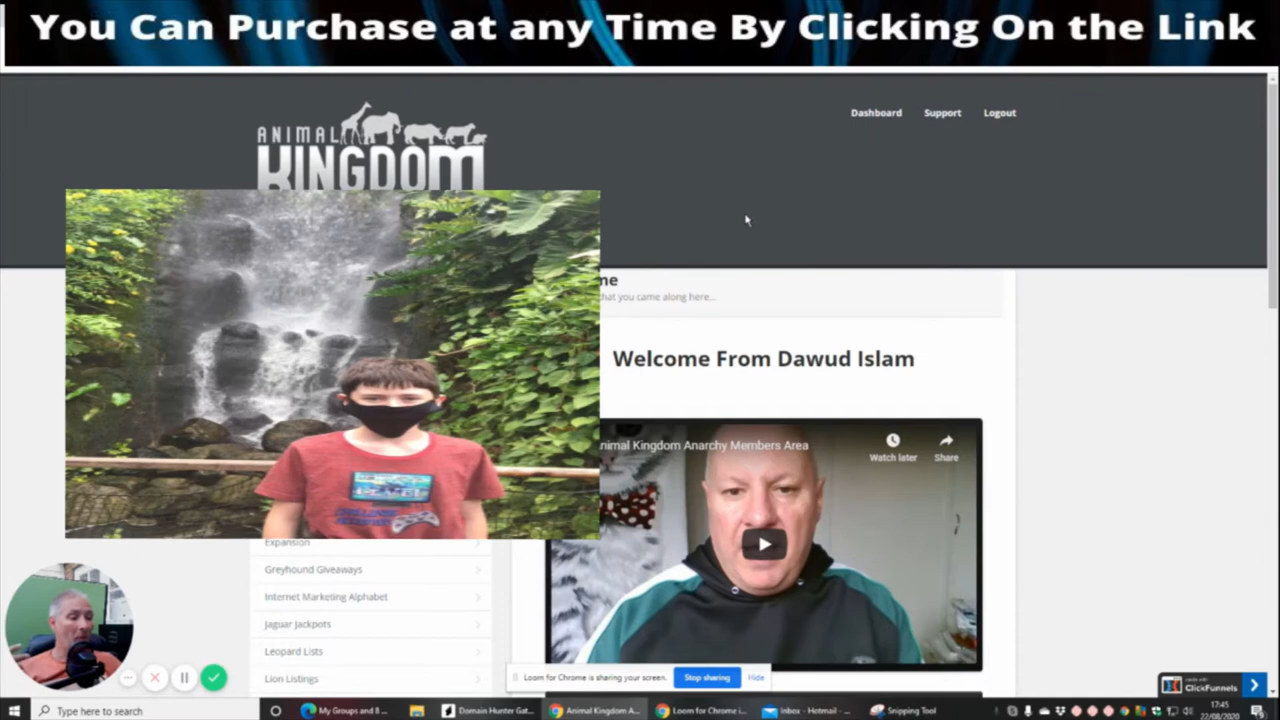 You Can Purchase at any Time By Clicking On the Link
Dashboard Support Logout
ANIMAL
KINGDOM
that you came along here...
Welcome From Dawud Islam
Animal Kingdom Anarchy Members Area
Watch later Share
Expansion
Greyhound Giveaways
Internet Marketing Alphabet
Jaguar Jackpots
Leopard Lists
Lion Listings
Loom for Chrome is sharing your screen. Stop sharing Hide
ClickFunnels
Type here to search
My Groups and 8 ...
Domain Hunter Gat...
Animal Kingdom A...
Loom for Chrome i...
Inbox - Hotmail - ...
Snipping Tool
17:45
22/08/2020